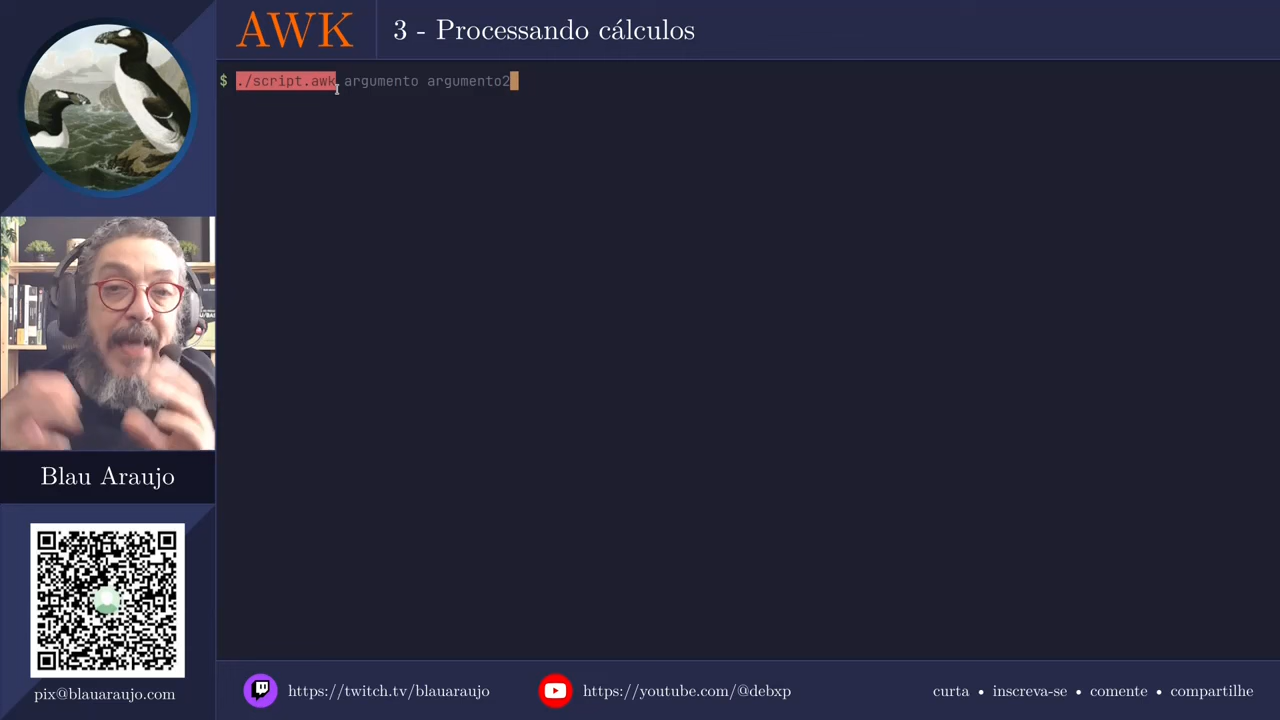 AWK
3 - Processando cálculos
$ ./script.awk argumento argumento2
Blau Araujo
pix@blauaraujo.com
https://twitch.tv/blauaraujo
https://youtube.com/@debxp
curta • inscreva-se • comente • compartilhe